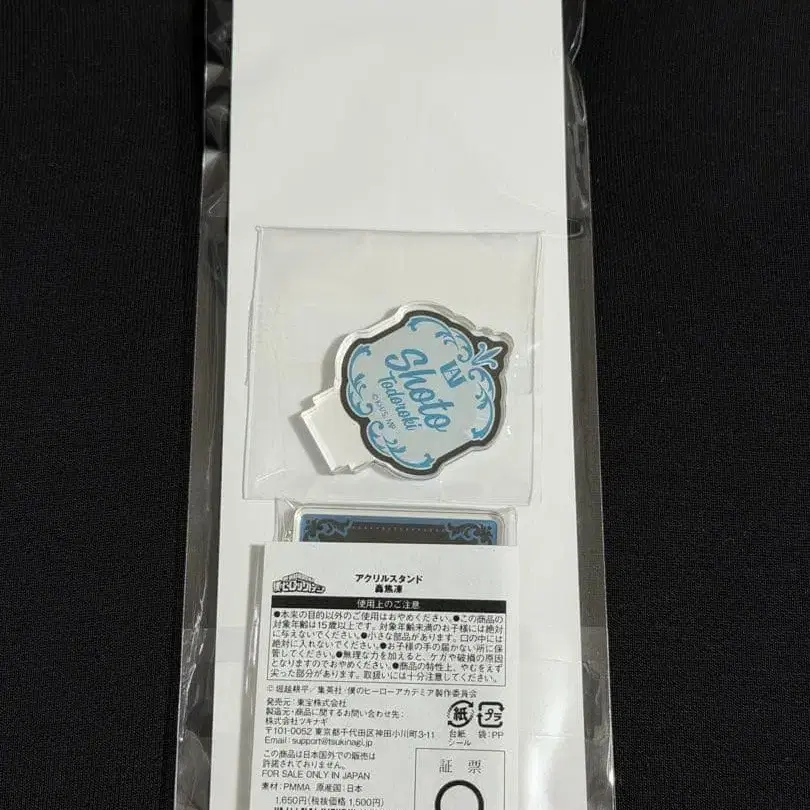 UA
Shoto
Todoroki
©K.H/S, MP
アクリルスタンド
轟焦凍
使用上のご注意
●本来の目的以外のご使用はおやめください。●この商品の
対象年齢は15歳以上です。対象年齢未満のお子様には絶対
に与えないでください。●小さな部品があります。口の中には
絶対に入れないでください。●お子様の手の届かない所に保
管してください。●無理な力を加えると、ケガや破損の原因
となりますのでおやめください。●商品の特性上、やむをえず
尖った部分があります。取扱いには十分注意してください。
©堀越耕平／集英社・僕のヒーローアカデミア製作委員会
発売元：東宝株式会社
製造元・商品に関するお問い合わせ先：
株式会社ツキナギ
〒101-0052 東京都千代田区神田小川町3-11
Email：support@tsukinagi.jp
紙
台紙
シール
プラ
袋：PP
この商品は日本国外での販売は
許諾されておりません。
FOR SALE ONLY IN JAPAN
素材：PMMA 原産国：日本
1,650円(税抜価格 1,500円)
証 票